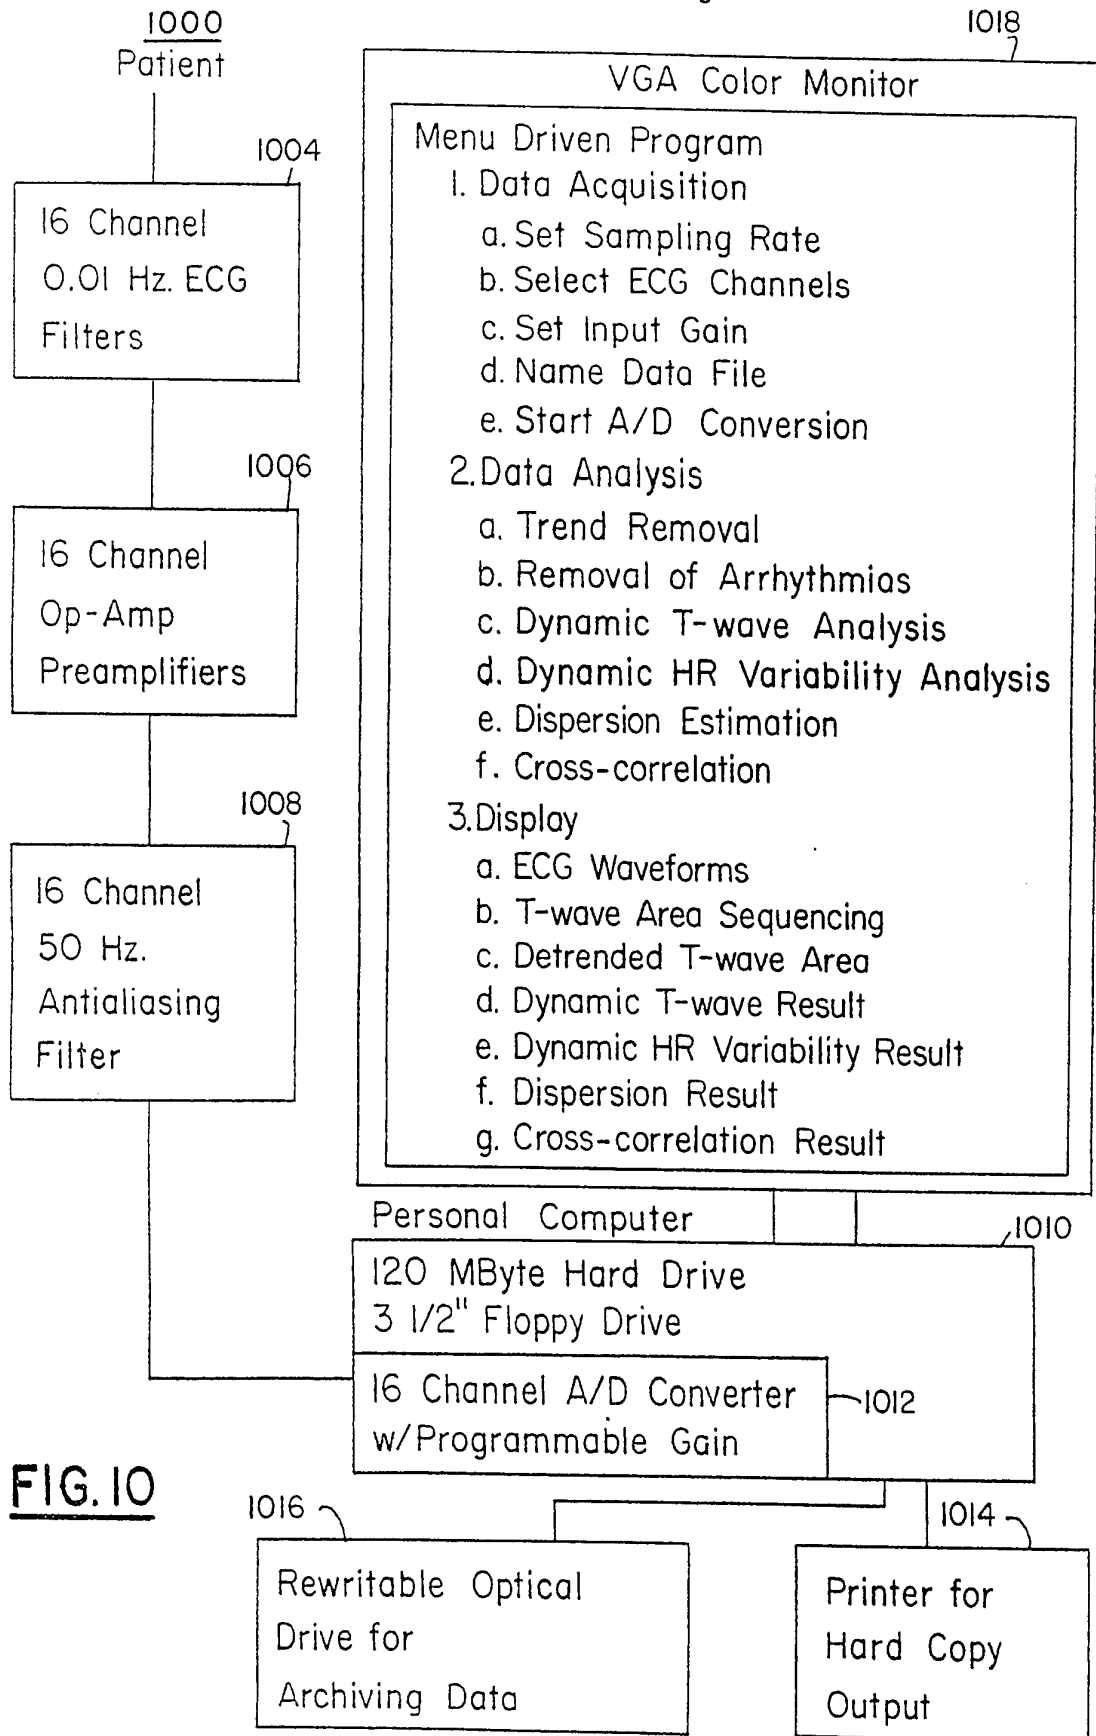 1000
Patient
1004
16 Channel
0.01 Hz. ECG
Filters
1006
16 Channel
Op-Amp
Preamplifiers
1008
16 Channel
50 Hz.
Antialiasing
Filter
1018
VGA Color Monitor
Menu Driven Program
1. Data Acquisition
a. Set Sampling Rate
b. Select ECG Channels
c. Set Input Gain
d. Name Data File
e. Start A/D Conversion
2. Data Analysis
a. Trend Removal
b. Removal of Arrhythmias
c. Dynamic T-wave Analysis
d. Dynamic HR Variability Analysis
e. Dispersion Estimation
f. Cross-correlation
3. Display
a. ECG Waveforms
b. T-wave Area Sequencing
c. Detrended T-wave Area
d. Dynamic T-wave Result
e. Dynamic HR Variability Result
f. Dispersion Result
g. Cross-correlation Result
Personal Computer
1010
120 MByte Hard Drive
3 1/2" Floppy Drive
16 Channel A/D Converter
w/Programmable Gain
1012
FIG. 10
1016
Rewritable Optical
Drive for
Archiving Data
1014
Printer for
Hard Copy
Output